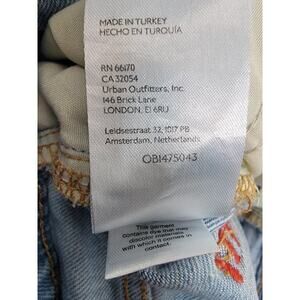 MADE IN TURKEY
HECHO EN TURQUÍA
RN 66170
CA 32054
Urban Outfitters, Inc.
146 Brick Lane
LONDON, E1 6RU
Leidsestraat 32, 1017 PB
Amsterdam, Netherlands
OB1475043
This garment
contains dye that may
discolor materials
with which it comes in
contact.